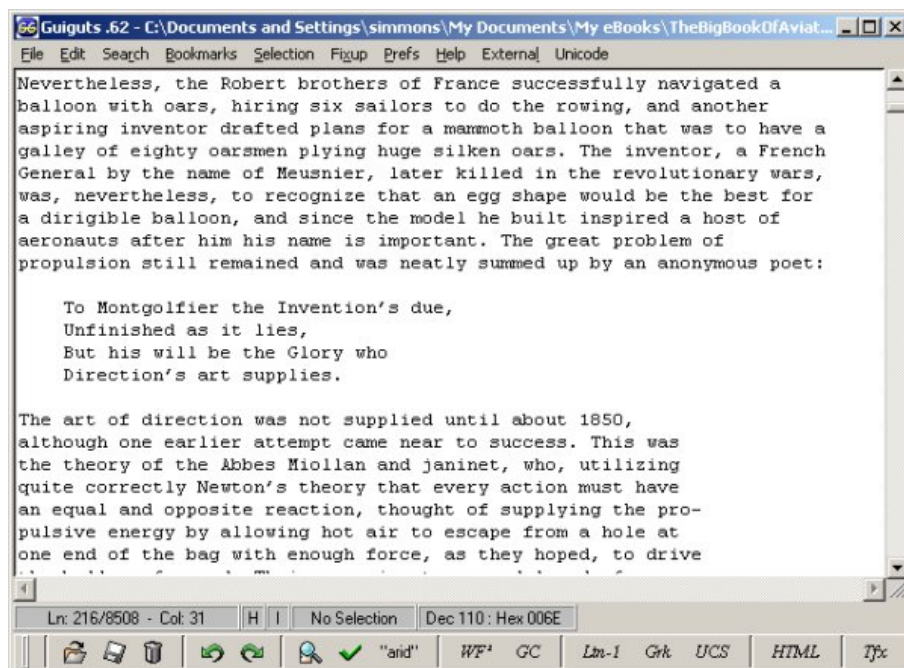 Guiguts .62 - C:\Documents and Settings\simmons\My Documents\My eBooks\TheBigBookOfAviat...
File Edit Search Bookmarks Selection Fixup Prefs Help External Unicode
Nevertheless, the Robert brothers of France successfully navigated a
balloon with oars, hiring six sailors to do the rowing, and another
aspiring inventor drafted plans for a mammoth balloon that was to have a
galley of eighty oarsmen plying huge silken oars. The inventor, a French
General by the name of Meusnier, later killed in the revolutionary wars,
was, nevertheless, to recognize that an egg shape would be the best for
a dirigible balloon, and since the model he built inspired a host of
aeronauts after him his name is important. The great problem of
propulsion still remained and was neatly summed up by an anonymous poet:
To Montgolfier the Invention's due,
Unfinished as it lies,
But his will be the Glory who
Direction's art supplies.
The art of direction was not supplied until about 1850,
although one earlier attempt came near to success. This was
the theory of the Abbes Miollan and janinet, who, utilizing
quite correctly Newton's theory that every action must have
an equal and opposite reaction, thought of supplying the pro-
pulsive energy by allowing hot air to escape from a hole at
one end of the bag with enough force, as they hoped, to drive
Ln: 216/8508 - Col: 31 H I No Selection Dec 110 : Hex 006E
"arid" WF² GC Ltn-1 Grk UCS HTML Tfx